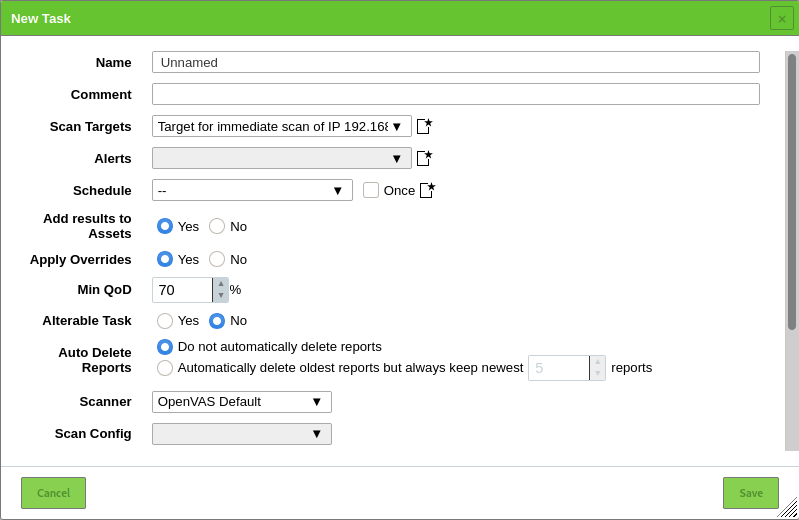 New Task ×
Name Unnamed
Comment
Scan Targets Target for immediate scan of IP 192.168 ▼
Alerts ▼
Schedule -- ▼ Once
Add results to
Assets Yes No
Apply Overrides Yes No
Min QoD 70 %
Alterable Task Yes No
Auto Delete
Reports
Do not automatically delete reports
Automatically delete oldest reports but always keep newest 5 reports
Scanner OpenVAS Default ▼
Scan Config ▼
Cancel Save